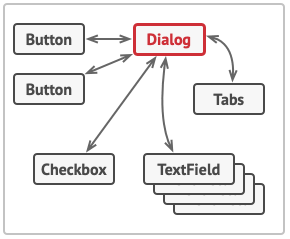 Button
Dialog
Button
Tabs
Checkbox
TextField